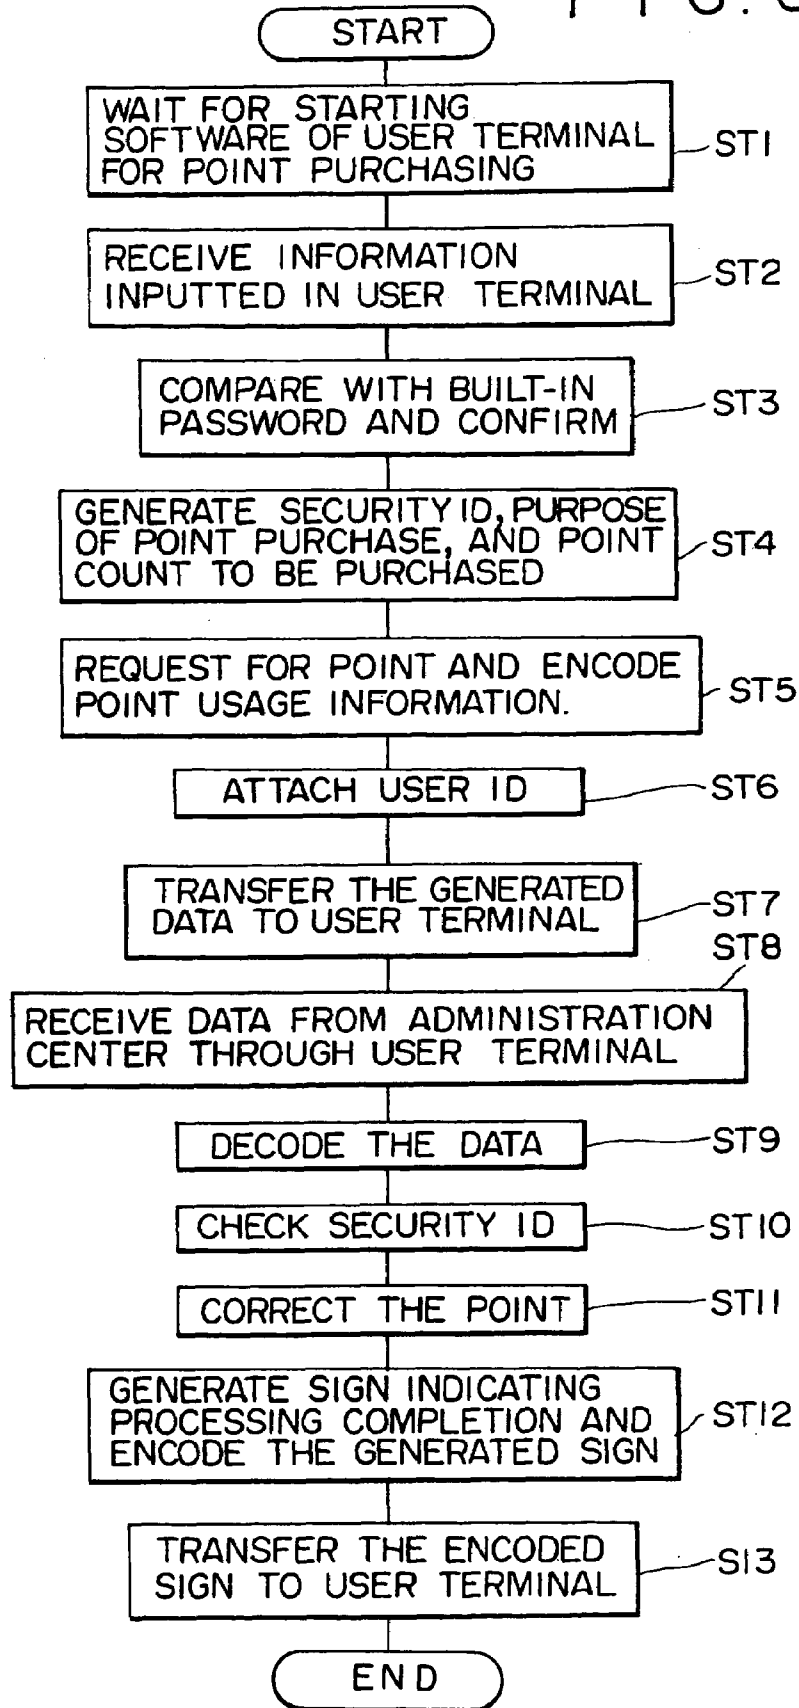 FIG.
START
WAIT FOR STARTING
SOFTWARE OF USER TERMINAL
FOR POINT PURCHASING
ST1
RECEIVE INFORMATION
INPUTTED IN USER TERMINAL
ST2
COMPARE WITH BUILT-IN
PASSWORD AND CONFIRM
ST3
GENERATE SECURITY ID, PURPOSE
OF POINT PURCHASE, AND POINT
COUNT TO BE PURCHASED
ST4
REQUEST FOR POINT AND ENCODE
POINT USAGE INFORMATION.
ST5
ATTACH USER ID
ST6
TRANSFER THE GENERATED
DATA TO USER TERMINAL
ST7
ST8
RECEIVE DATA FROM ADMINISTRATION
CENTER THROUGH USER TERMINAL
DECODE THE DATA
ST9
CHECK SECURITY ID
ST10
CORRECT THE POINT
ST11
GENERATE SIGN INDICATING
PROCESSING COMPLETION AND
ENCODE THE GENERATED SIGN
ST12
TRANSFER THE ENCODED
SIGN TO USER TERMINAL
S13
END